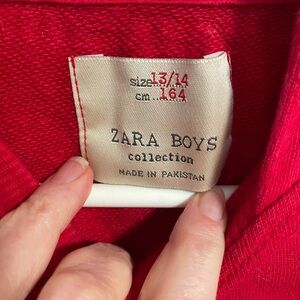 size 13/14
cm 164
ZARA BOYS
collection
MADE IN PAKISTAN